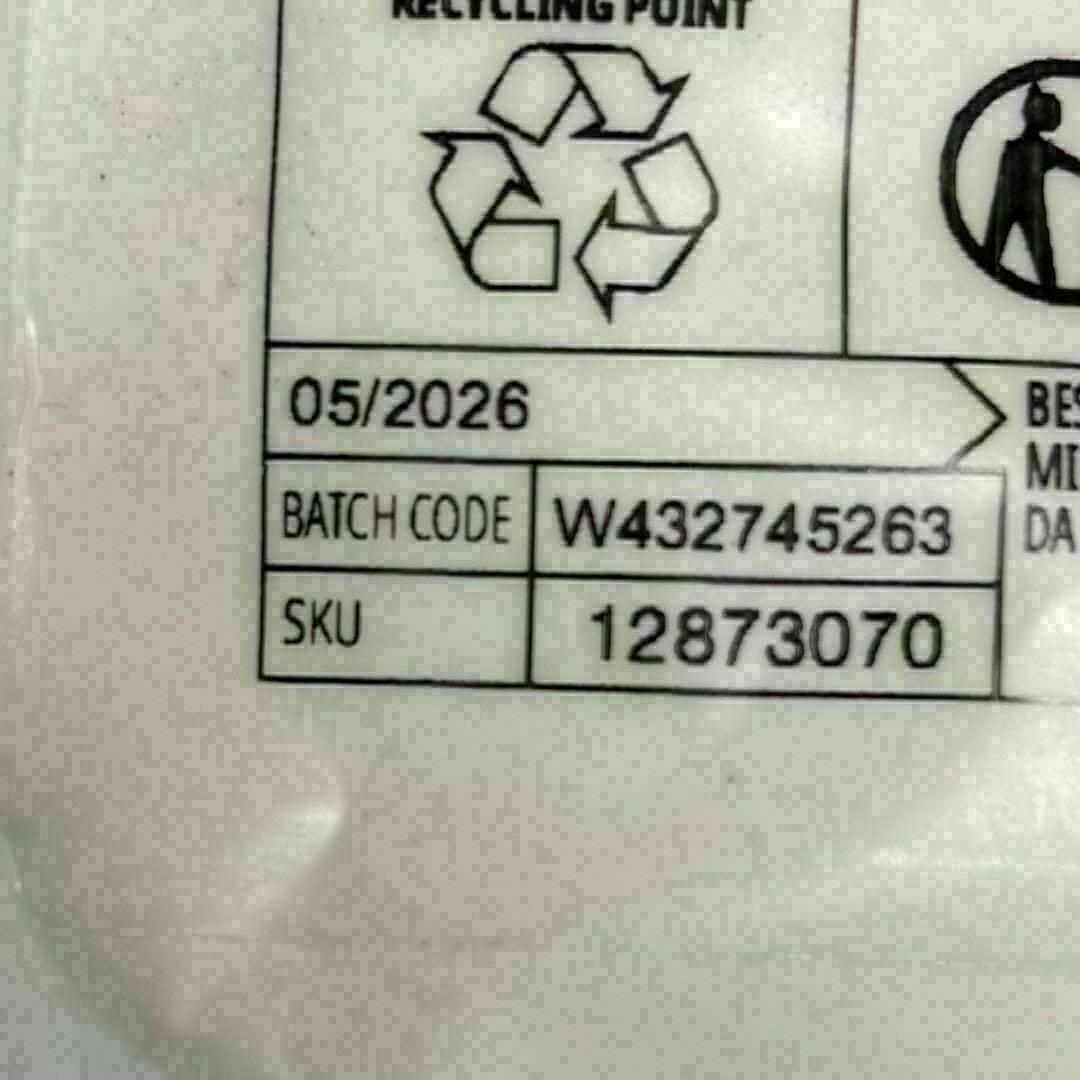 RECYCLING POINT
05/2026
BATCH CODE W432745263
SKU 12873070